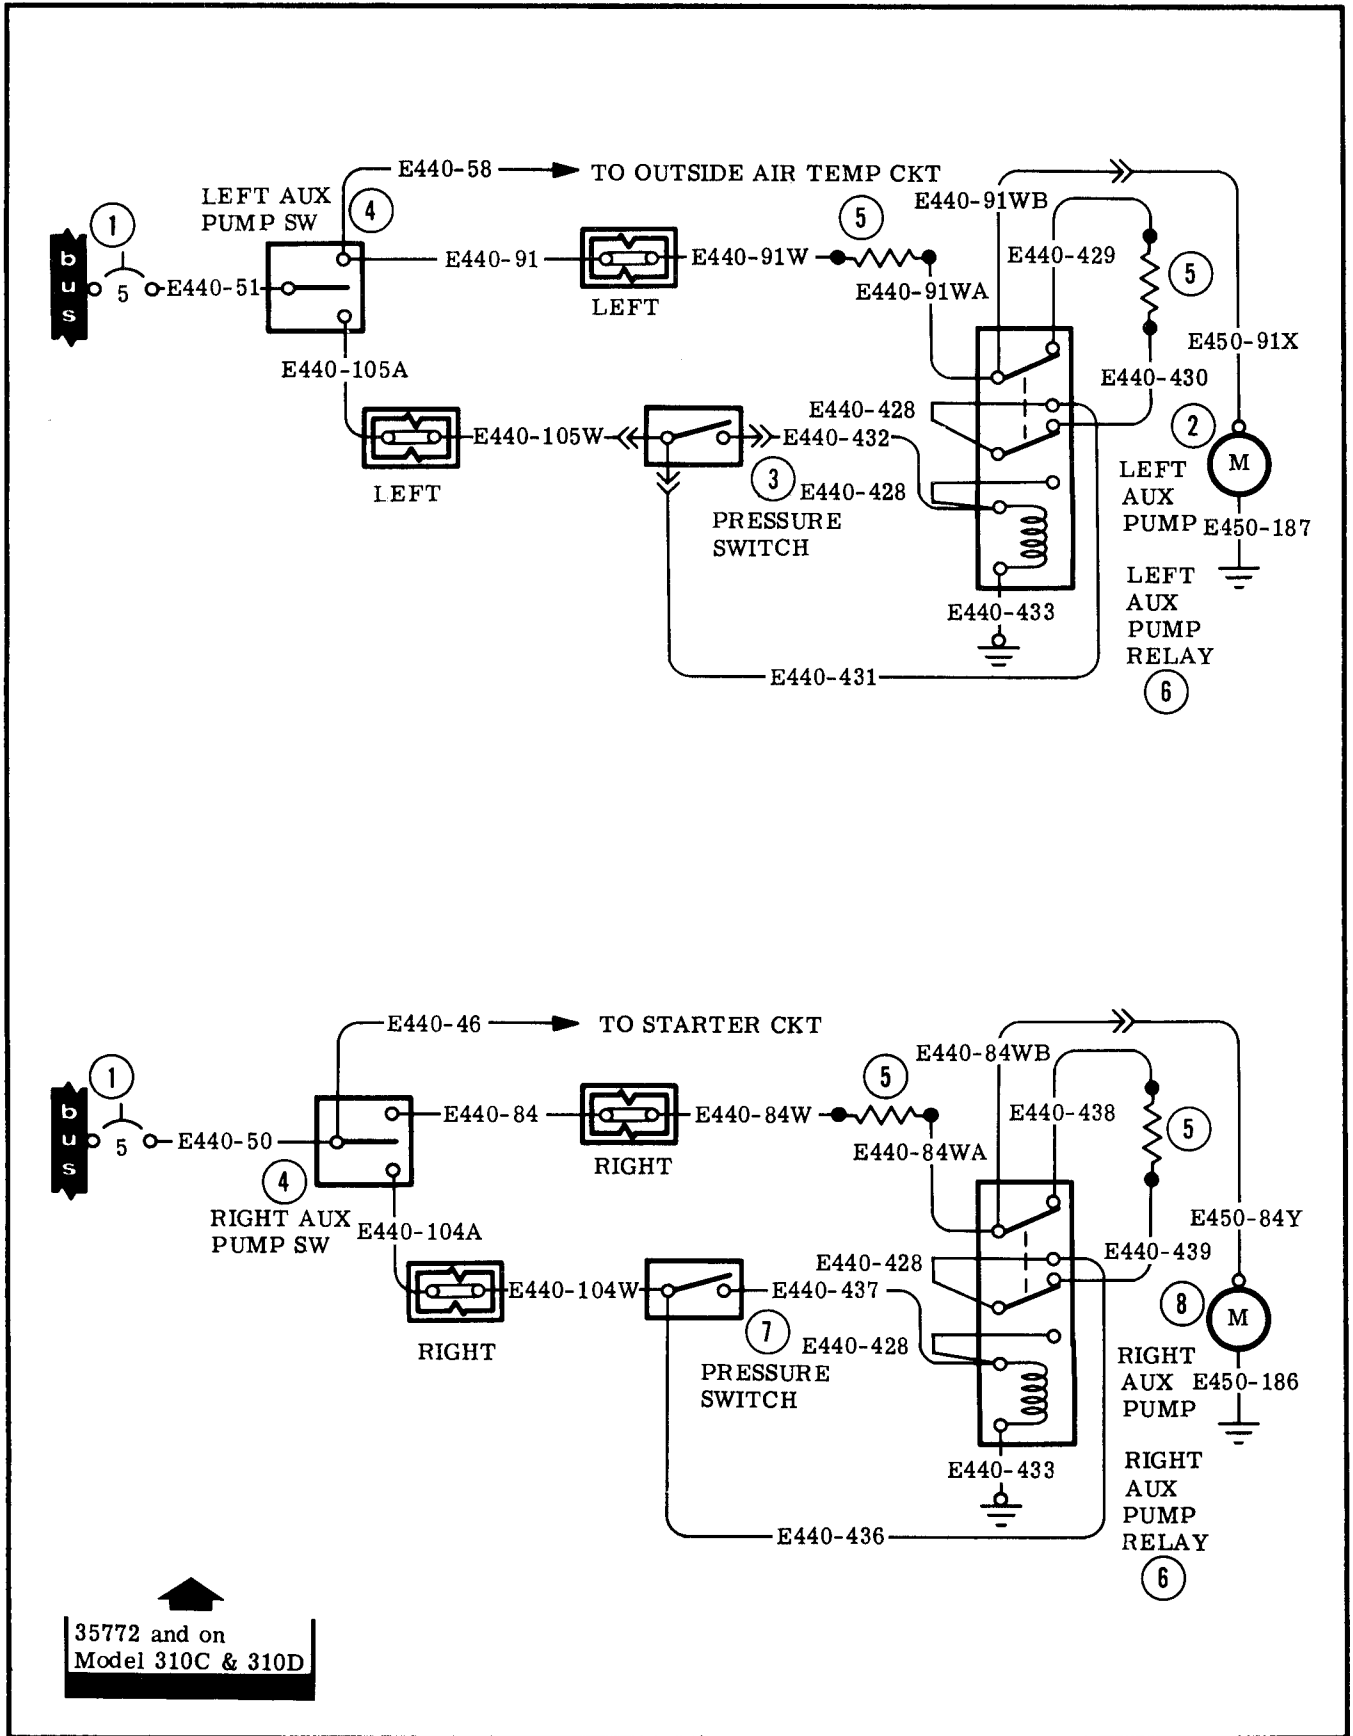 E440-58
TO OUTSIDE AIR TEMP CKT
LEFT AUX
PUMP SW
4
1
bus
5
E440-51
E440-91
LEFT
E440-91W
5
E440-91WA
E440-91WB
E440-429
5
E450-91X
E440-430
E440-105A
LEFT
E440-105W
3
PRESSURE
SWITCH
E440-428
E440-432
E440-428
2
M
LEFT
AUX
PUMP
E450-187
LEFT
AUX
PUMP
RELAY
6
E440-433
E440-431
E440-46
TO STARTER CKT
1
bus
5
E440-50
4
RIGHT AUX
PUMP SW
E440-84
RIGHT
E440-84W
5
E440-84WA
E440-84WB
E440-438
5
E450-84Y
E440-439
E440-104A
RIGHT
E440-104W
7
PRESSURE
SWITCH
E440-428
E440-437
E440-428
8
M
RIGHT
AUX
PUMP
E450-186
RIGHT
AUX
PUMP
RELAY
6
E440-433
E440-436
35772 and on
Model 310C & 310D